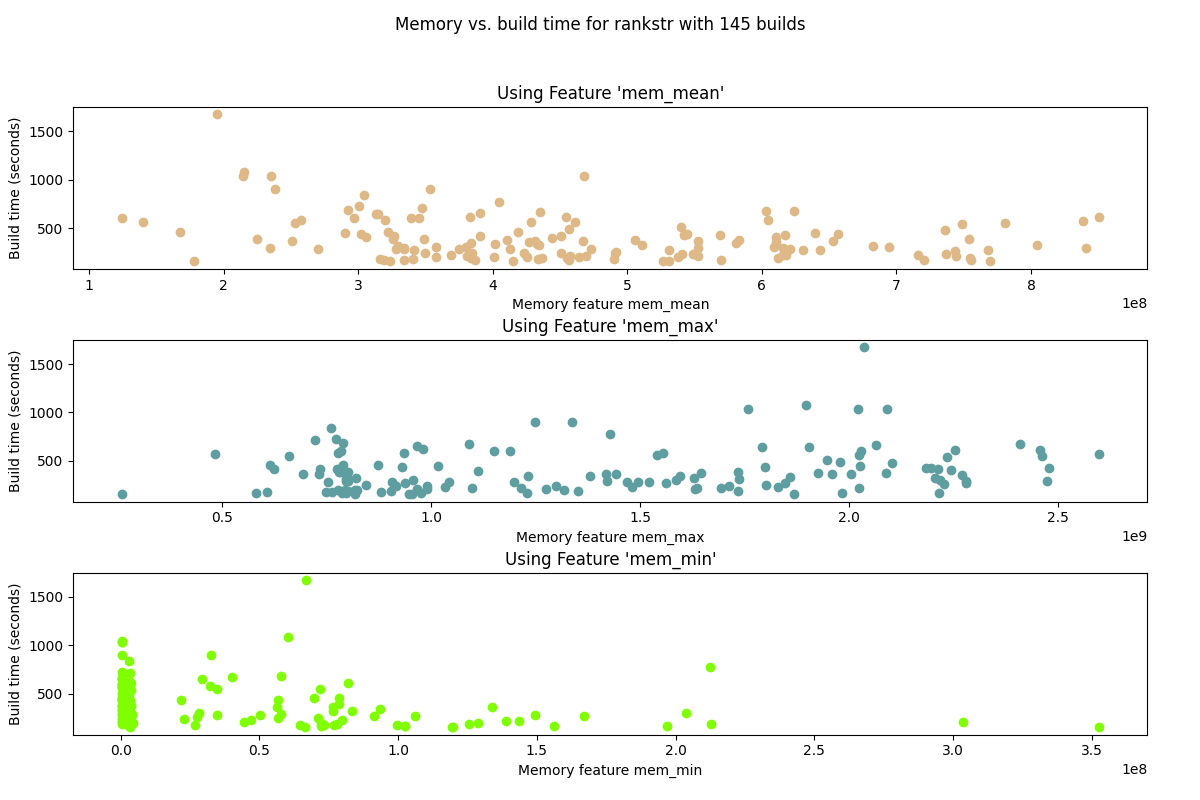 Memory vs. build time for rankstr with 145 builds
Using Feature 'mem_mean'
Build time (seconds)
1500
1000
500
1 2 3 4 5 6 7 8
1e8
Memory feature mem_mean
Using Feature 'mem_max'
Build time (seconds)
1500
1000
500
0.5 1.0 1.5 2.0 2.5
1e9
Memory feature mem_max
Using Feature 'mem_min'
Build time (seconds)
1500
1000
500
0.0 0.5 1.0 1.5 2.0 2.5 3.0 3.5
1e8
Memory feature mem_min